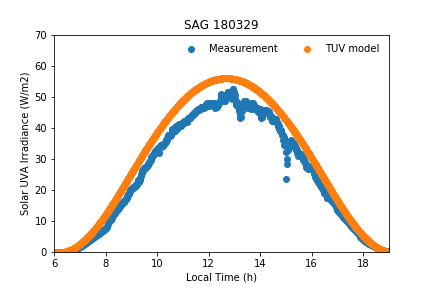 SAG 180329
Measurement
TUV model
70
60
50
40
30
20
10
0
Solar UVA Irradiance (W/m2)
6 8 10 12 14 16 18
Local Time (h)